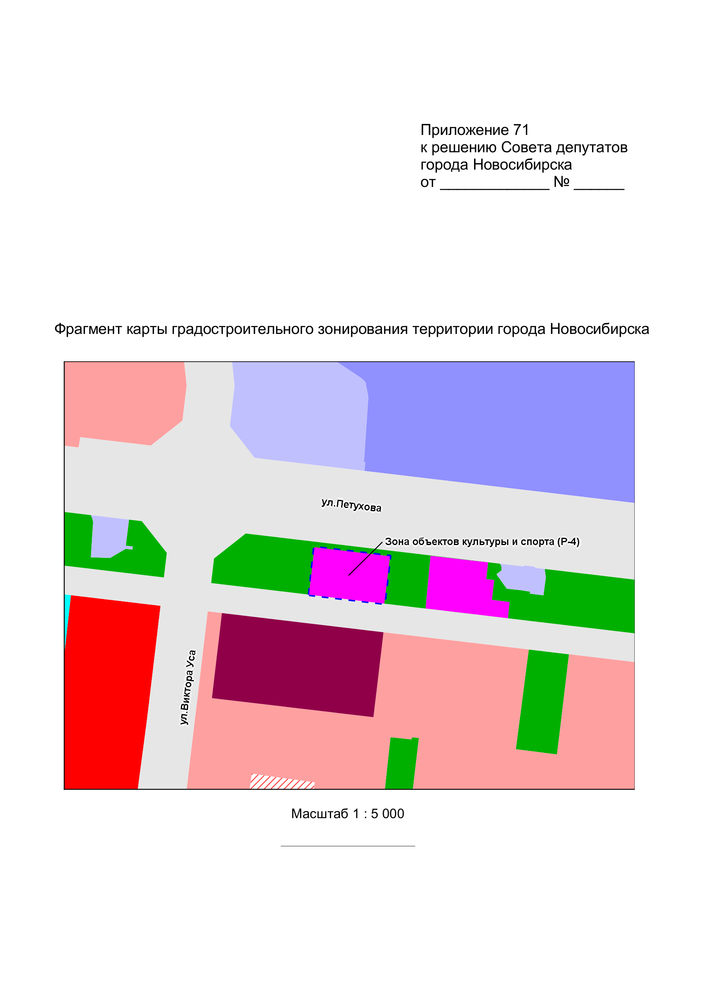 Приложение 71
к решению Совета депутатов
города Новосибирска
от _____________ № ______
Фрагмент карты градостроительного зонирования территории города Новосибирска
ул.Петухова
Зона объектов культуры и спорта (Р-4)
ул.Виктора Уса
Масштаб 1 : 5 000